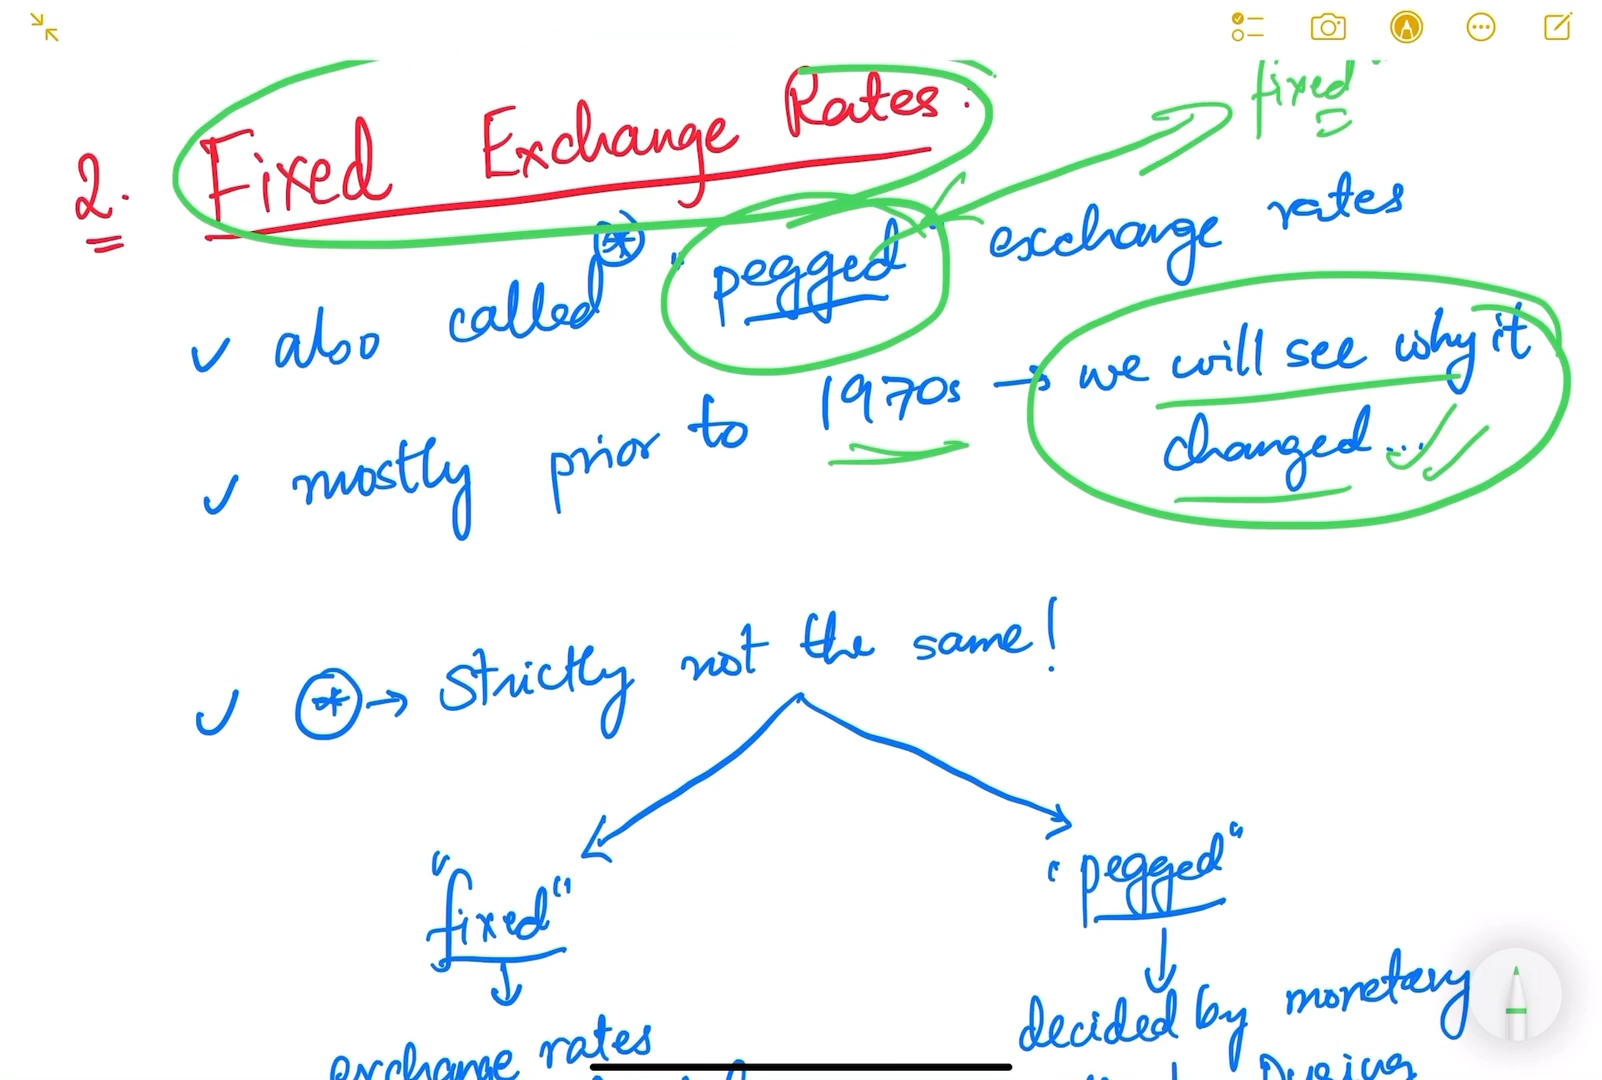 fixed"
2. Fixed Exchange Rates.
✓ also called * "pegged" exchange rates
✓ mostly prior to 1970s → we will see why it
changed...
✓ * → Strictly not the same!
"fixed" "pegged"
exchange rates decided by monetary
During